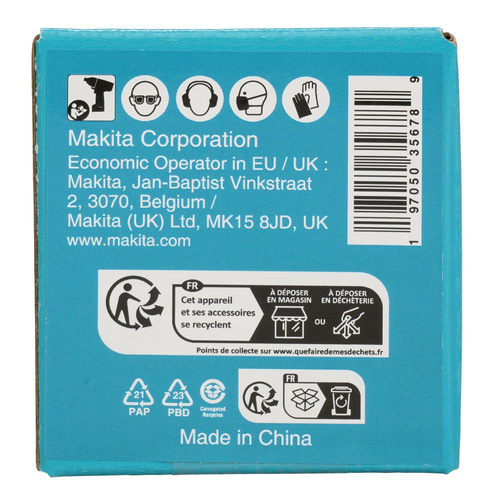 Makita Corporation
Economic Operator in EU / UK :
Makita, Jan-Baptist Vinkstraat
2, 3070, Belgium /
Makita (UK) Ltd, MK15 8JD, UK
www.makita.com
1 97050 35678 9
FR
Cet appareil
et ses accessoires
se recyclent
À DÉPOSER
EN MAGASIN
OU
À DÉPOSER
EN DÉCHÈTERIE
Points de collecte sur www.quefairedemesdechets.fr
21
PAP
23
PBD
Corrugated
Recycles
FR
Made in China